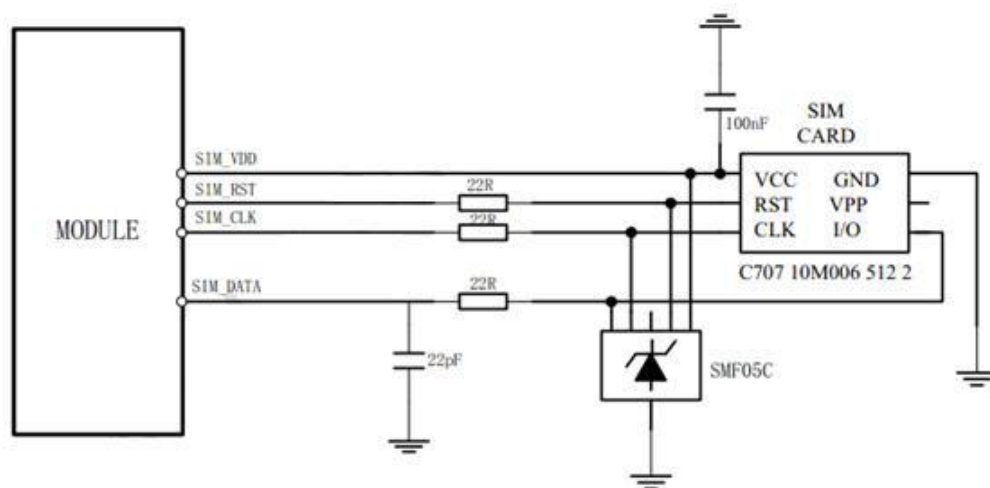 100nF
SIM
CARD
SIM_VDD
SIM_RST
22R
SIM_CLK
22R
MODULE
VCC GND
RST VPP
CLK I/O
C707 10M006 512 2
SIM_DATA
22R
22pF
SMF05C